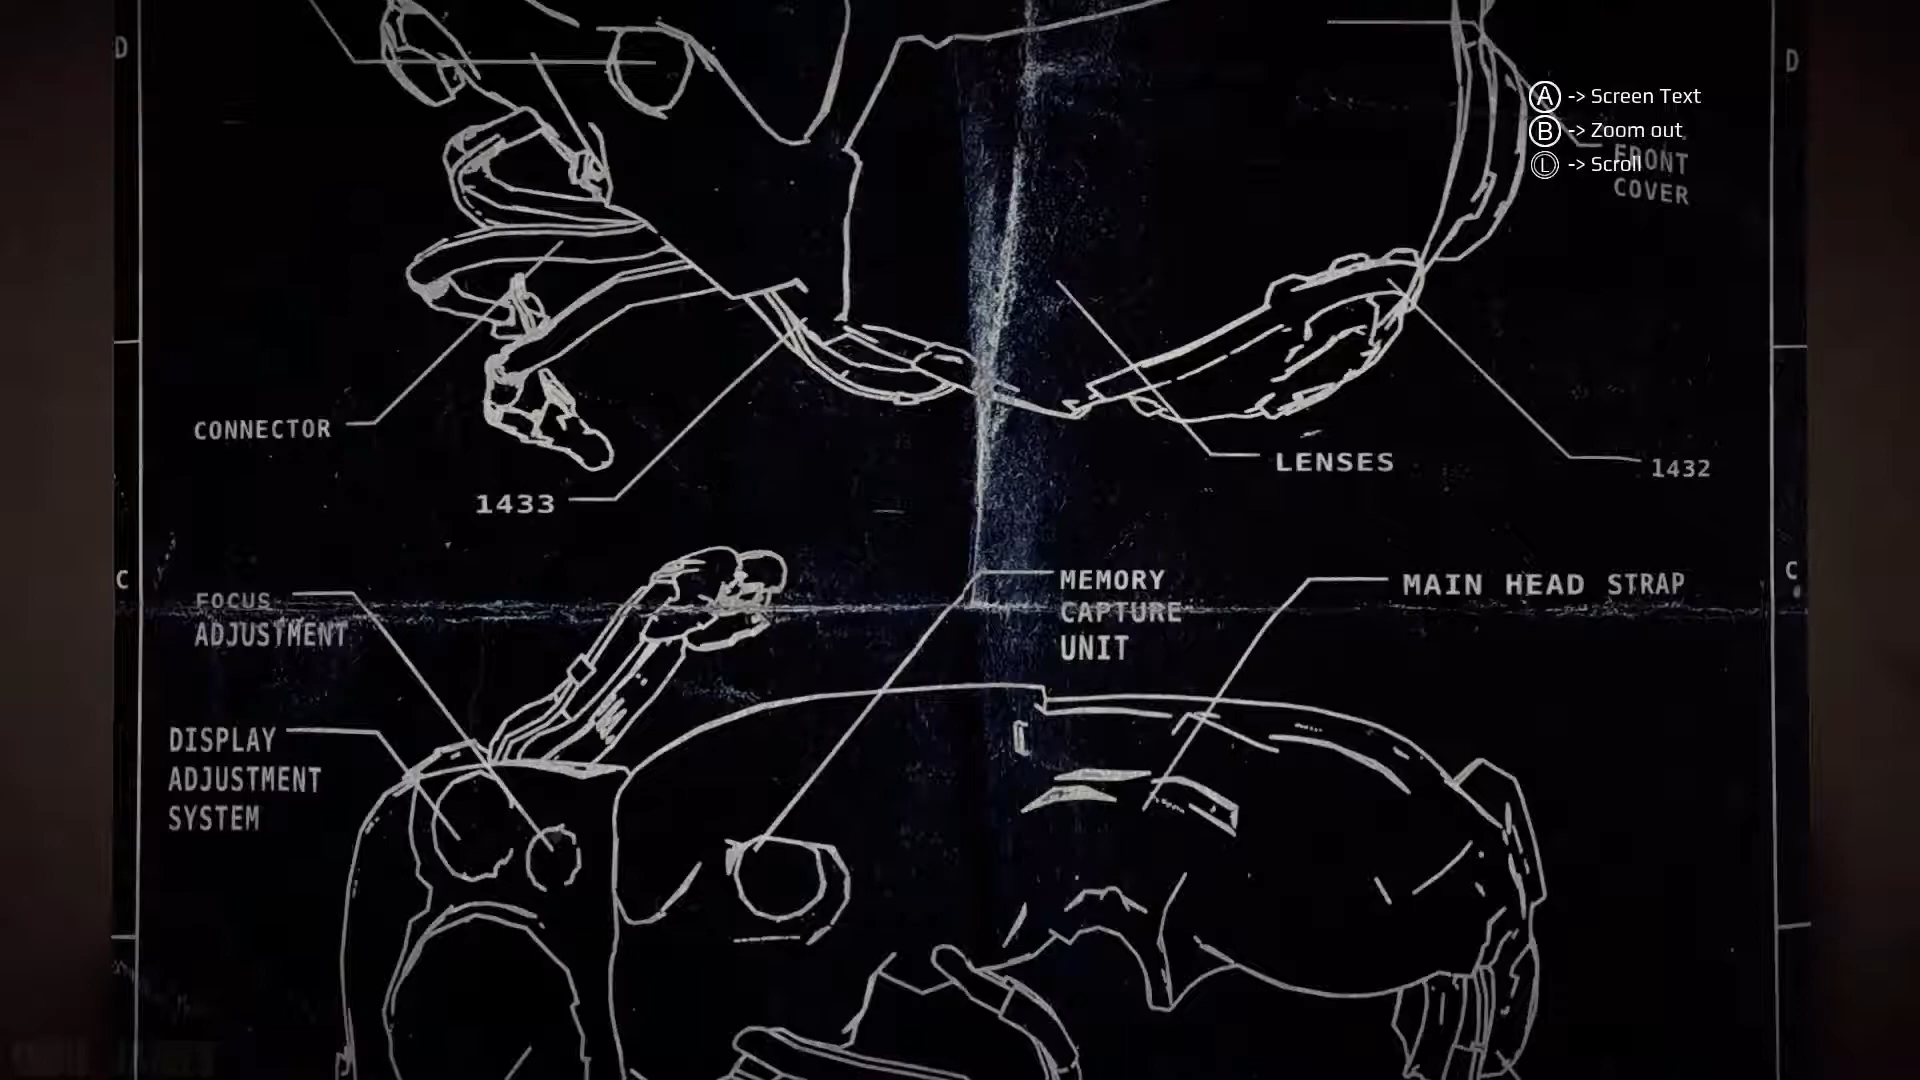 D
D
A -> Screen Text
B -> Zoom out
L -> Scroll
FRONT
COVER
CONNECTOR
1433
LENSES
1432
C
C
FOCUS
ADJUSTMENT
MEMORY
CAPTURE
UNIT
MAIN HEAD STRAP
DISPLAY
ADJUSTMENT
SYSTEM